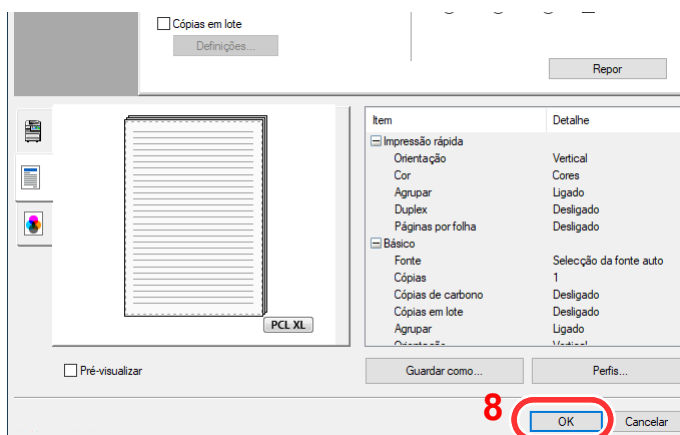 Cópias em lote
Definições...
Repor
Item Detalhe
Impressão rápida
Orientação Vertical
Cor Cores
Agrupar Ligado
Duplex Desligado
Páginas por folha Desligado
Básico
Fonte Selecção da fonte auto
Cópias 1
Cópias de carbono Desligado
Cópias em lote Desligado
Agrupar Ligado
PCL XL
Pré-visualizar
Guardar como... Perfis...
8
OK Cancelar